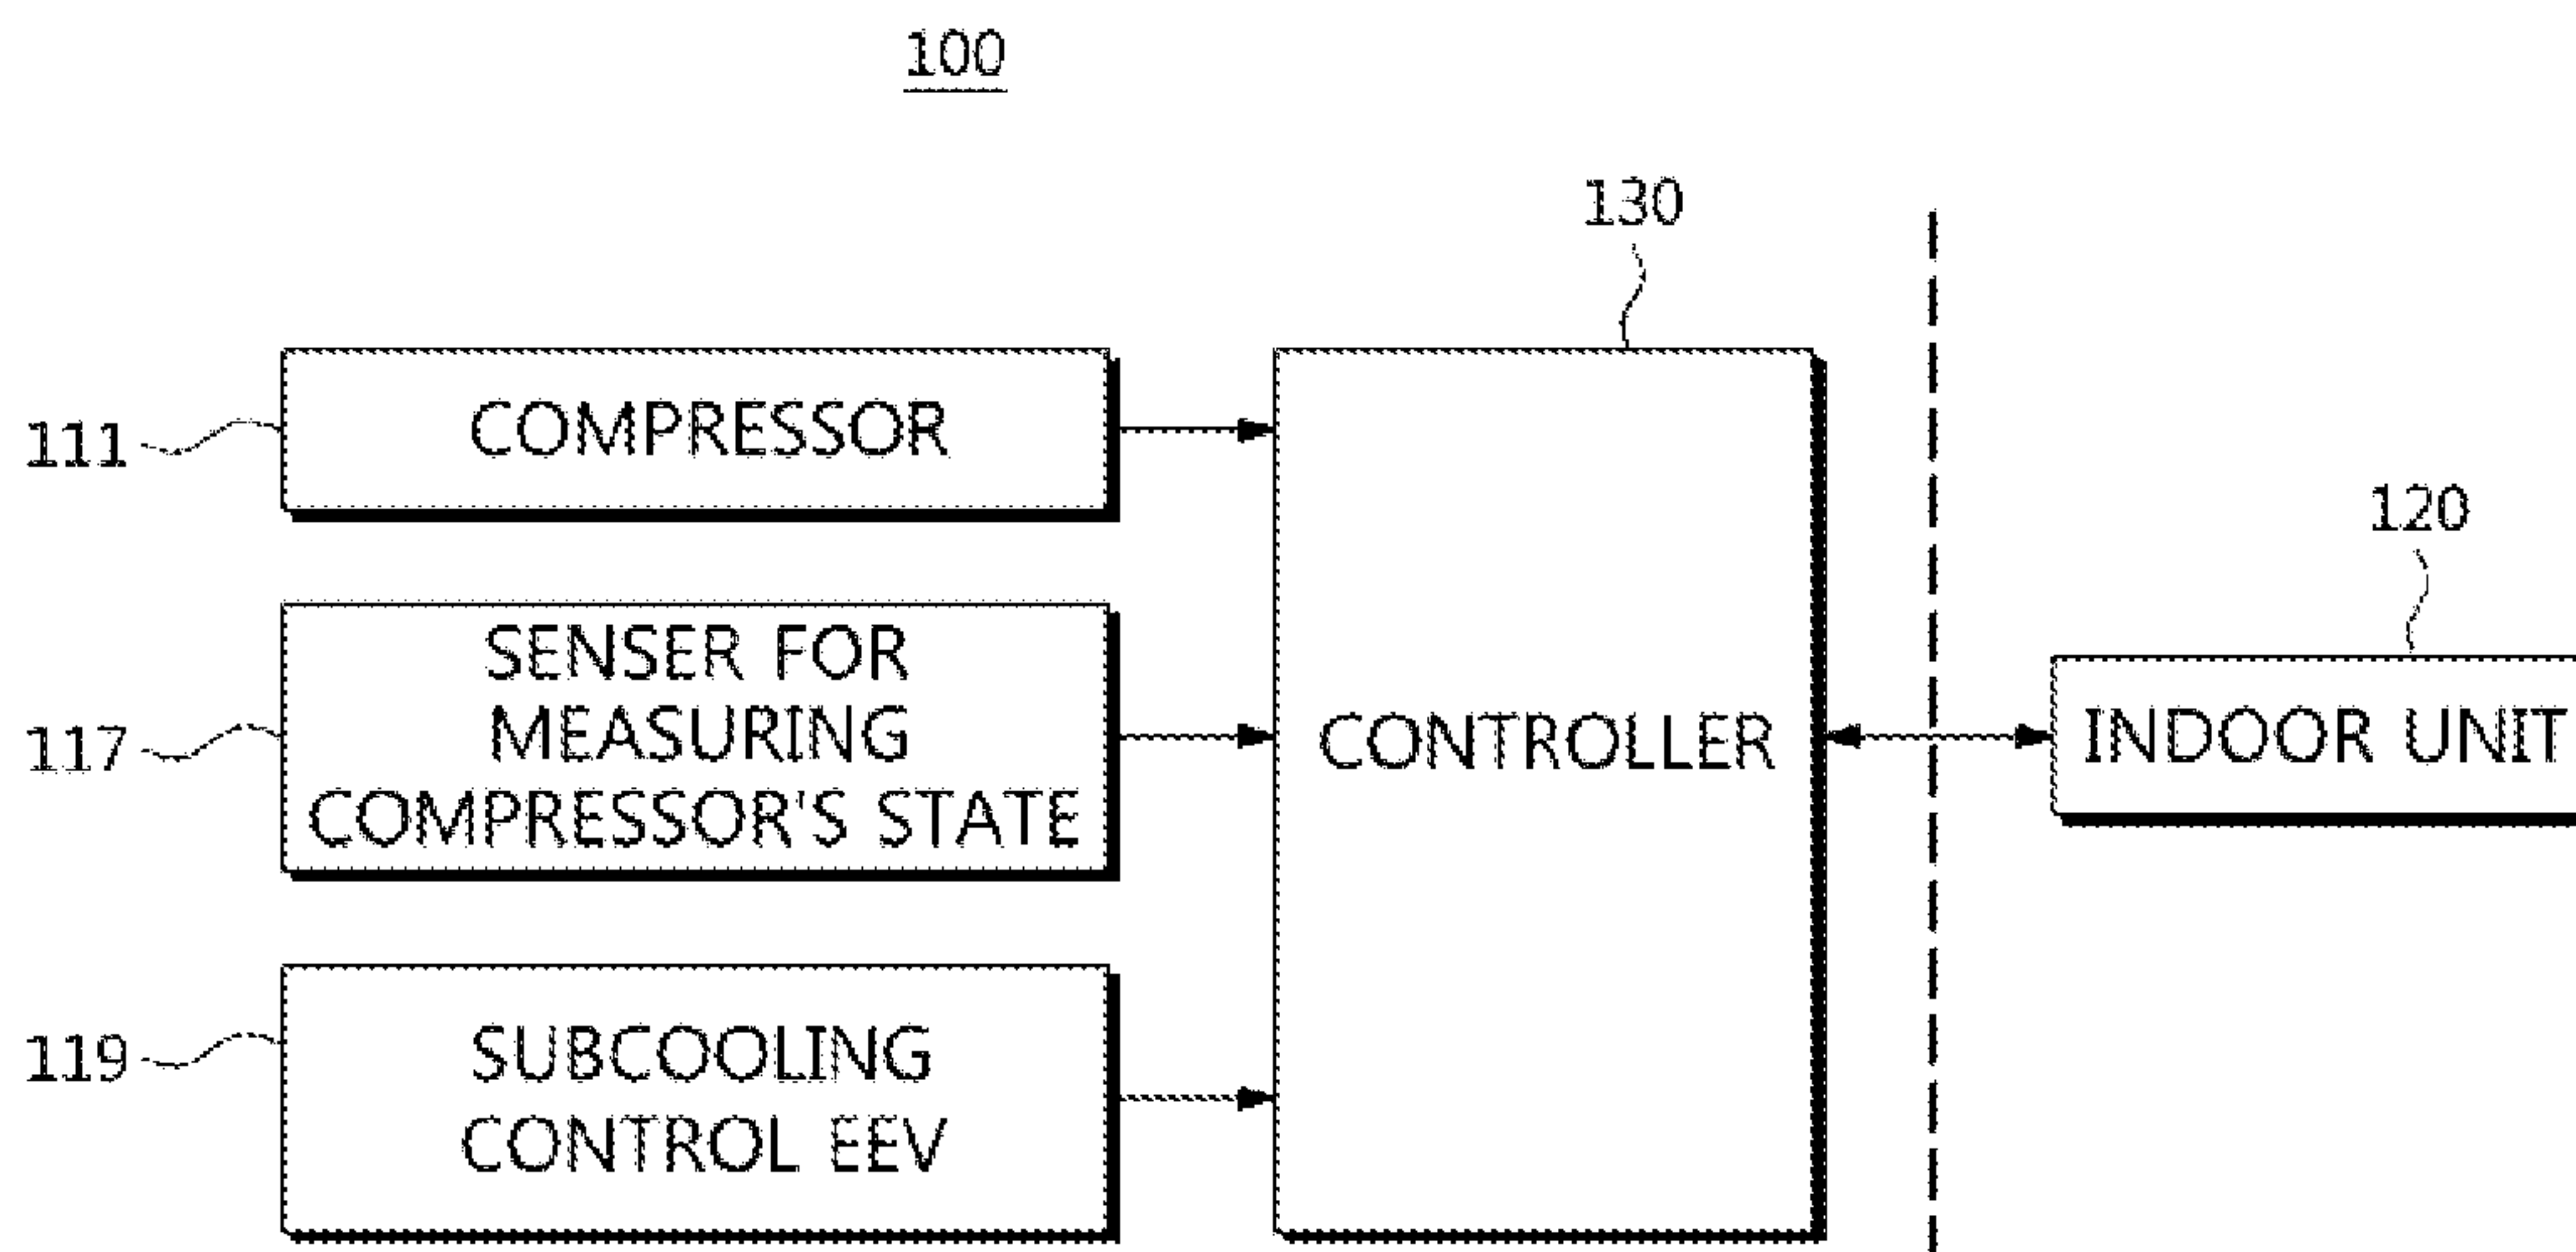 100
130
111
COMPRESSOR
120
SENSER FOR
MEASURING
COMPRESSOR'S STATE
117
CONTROLLER
INDOOR UNIT
119
SUBCOOLING
CONTROL EEV